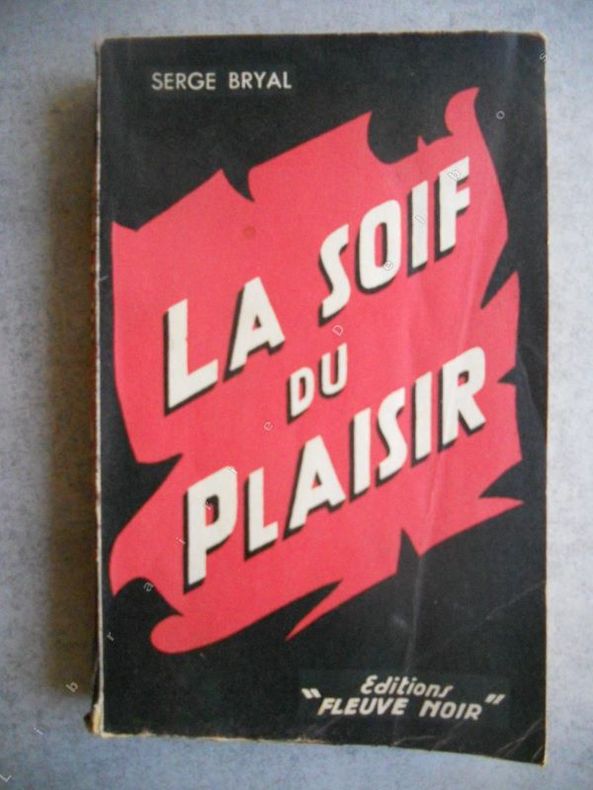 SERGE BRYAL
LA SOIF
DU
PLAISIR
Editions
"FLEUVE NOIR"